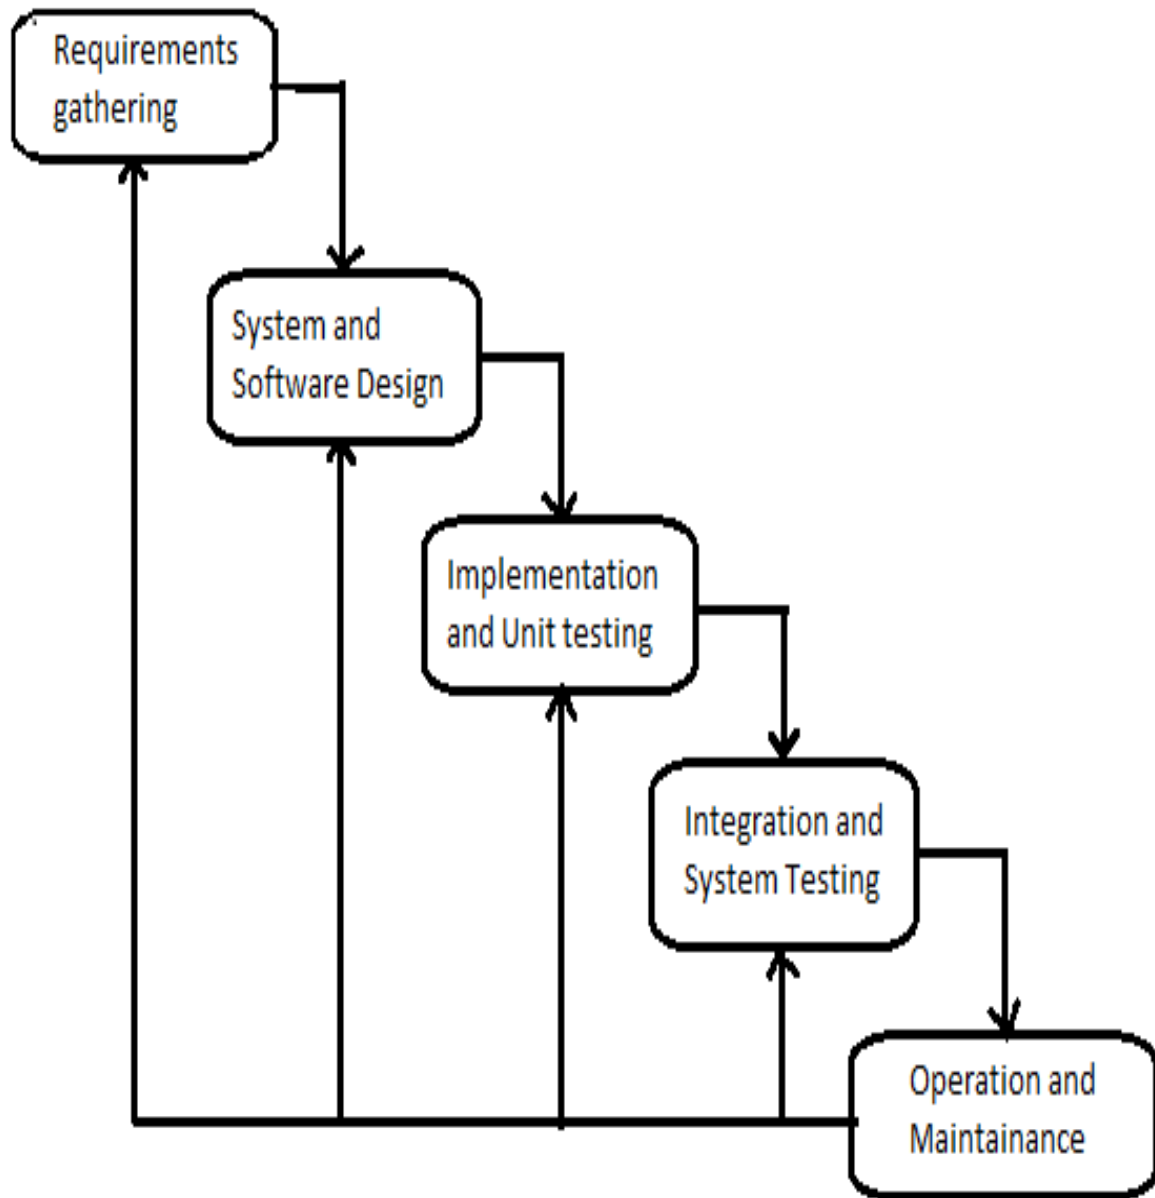 Requirements
gathering
System and
Software Design
Implementation
and Unit testing
Integration and
System Testing
Operation and
Maintainance